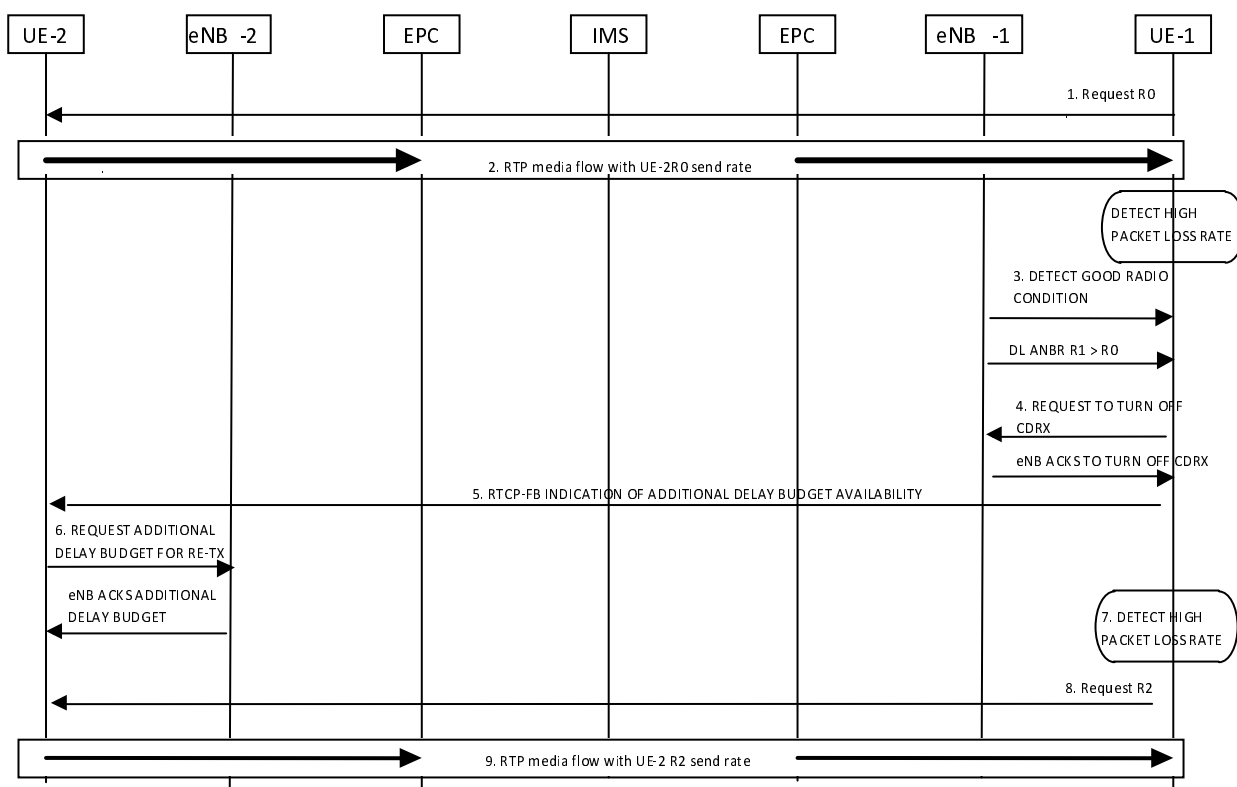 UE-2 eNB -2 EPC IMS EPC eNB -1 UE-1
1. Request R0
2. RTP media flow with UE-2R0 send rate
DETECT HIGH
PACKET LOSS RATE
3. DETECT GOOD RADIO
CONDITION
DL ANBR R1 > R0
4. REQUEST TO TURN OFF
CDRX
eNB ACKS TO TURN OFF CDRX
5. RTCP-FB INDICATION OF ADDITIONAL DELAY BUDGET AVAILABILITY
6. REQUEST ADDITIONAL
DELAY BUDGET FOR RE-TX
eNB ACKS ADDITIONAL
DELAY BUDGET
7. DETECT HIGH
PACKET LOSS RATE
8. Request R2
9. RTP media flow with UE-2 R2 send rate